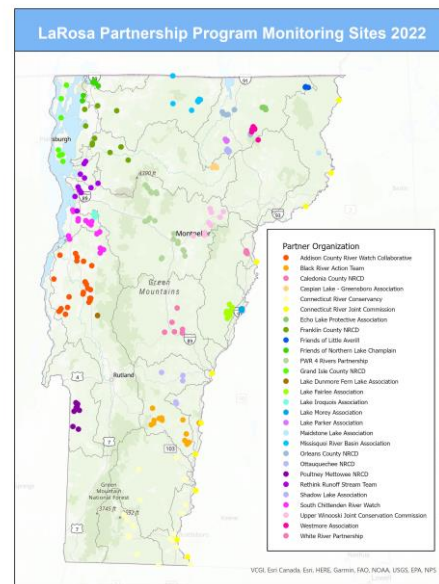 LaRosa Partnership Program Monitoring Sites 2022
Montpelier
Green
Mountains
Rutland
Green
Mountain
National Forest
Partner Organization
Addison County River Watch Collaborative
Black River Action Team
Caledonia County NRCD
Caspian Lake - Greensboro Association
Connecticut River Conservancy
Connecticut River Joint Commission
Echo Lake Protective Association
Franklin County NRCD
Friends of Little Averill
Friends of Northern Lake Champlain
PWR 4 Rivers Partnership
Grand Isle County NRCD
Lake Dunmore Fern Lake Association
Lake Fairlee Association
Lake Iroquois Association
Lake Morey Association
Lake Parker Association
Maidstone Lake Association
Missisquoi River Basin Association
Orleans County NRCD
Ottauquechee NRCD
Poultney Mettowee NRCD
Rethink Runoff Stream Team
Shadow Lake Association
South Chittenden River Watch
Upper Winooski Joint Conservation Commission
Westmore Association
White River Partnership
VCGI, Esri Canada, Esri, HERE, Garmin, FAO, NOAA, USGS, EPA, NPS